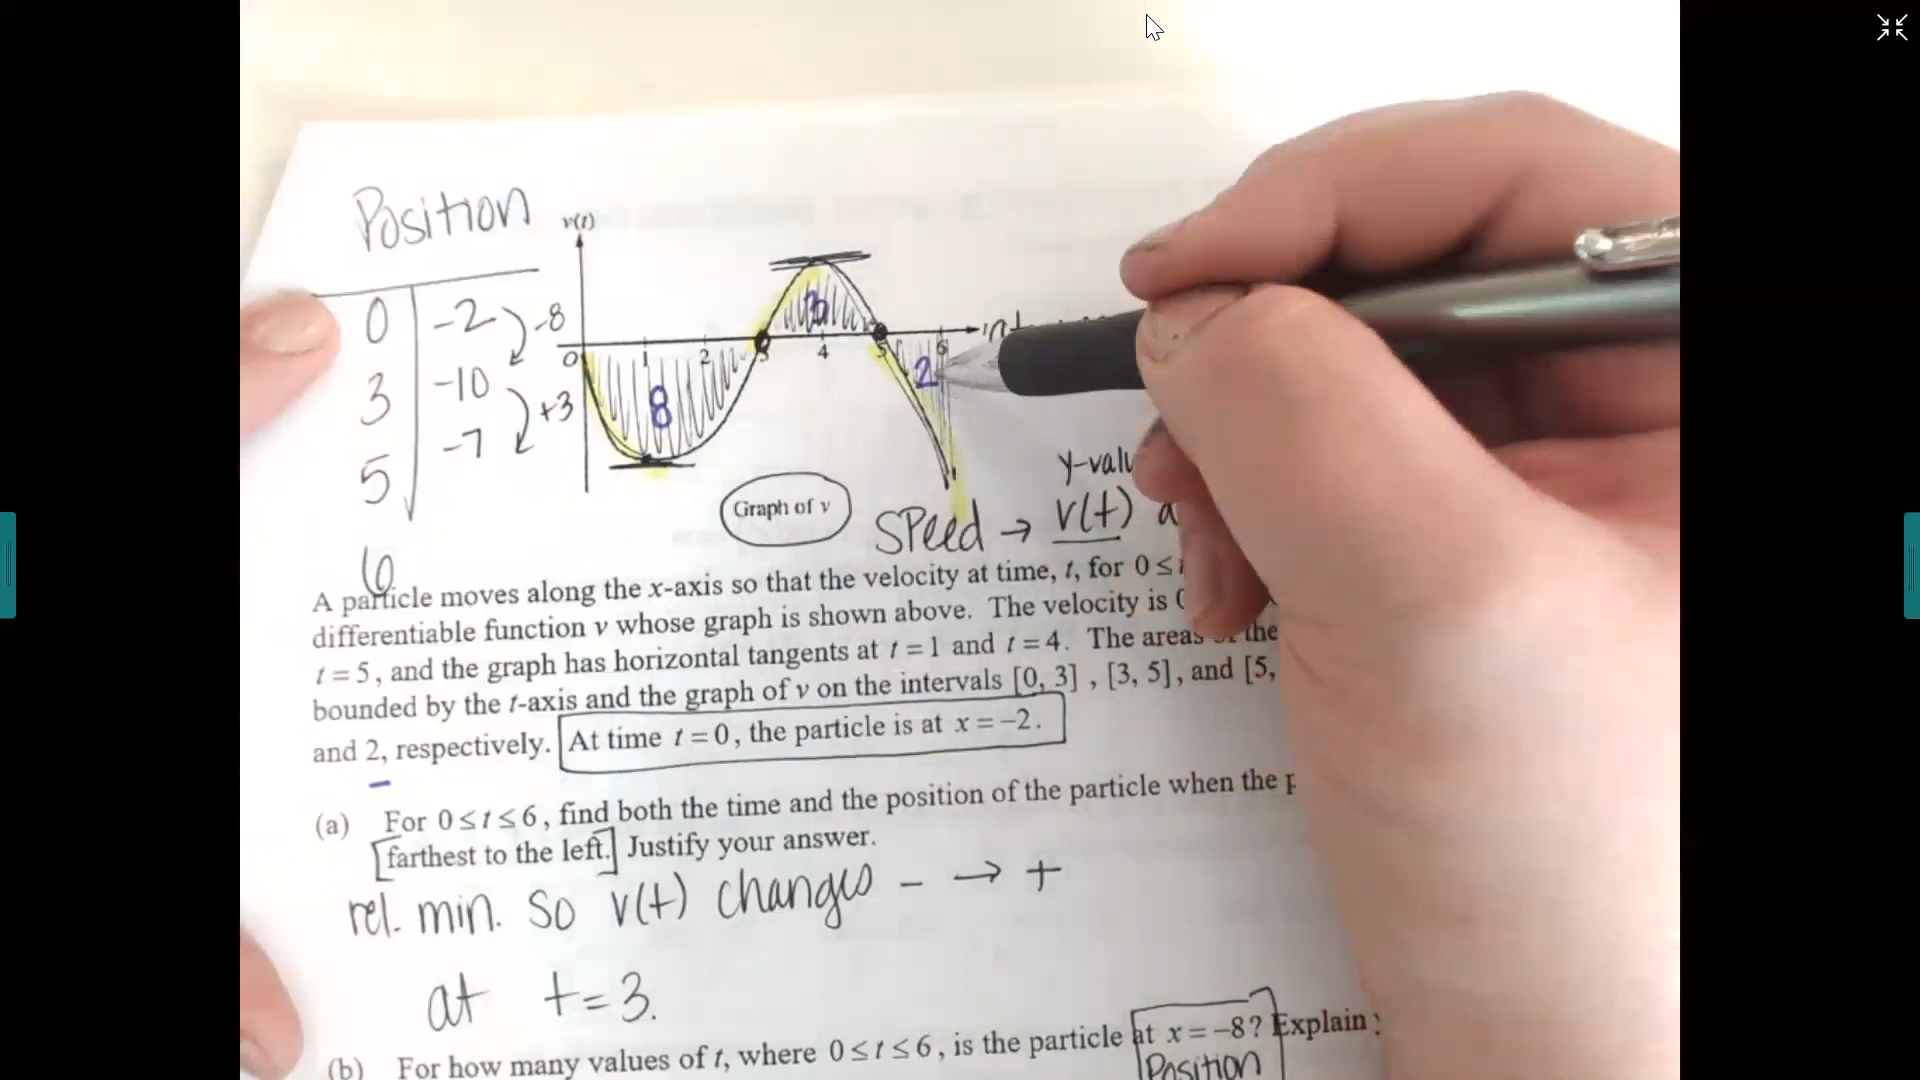 Position
v(t)
0 -2 -8
3 -10 +3
5 -7
6
0 1 2 3 4 5 6
8
3
2
Graph of v
y-valu
SPEED → v(t) a
A particle moves along the x-axis so that the velocity at time, t, for 0 ≤
differentiable function v whose graph is shown above. The velocity is
t = 5, and the graph has horizontal tangents at t = 1 and t = 4. The areas the
bounded by the t-axis and the graph of v on the intervals [0, 3], [3, 5], and [5,
and 2, respectively. At time t = 0, the particle is at x = −2.
(a) For 0 ≤ t ≤ 6, find both the time and the position of the particle when the
farthest to the left. Justify your answer.
rel. min. so v(t) changes - → +
at t = 3.
(b) For how many values of t, where 0 ≤ t ≤ 6, is the particle at x = −8? Explain
Position